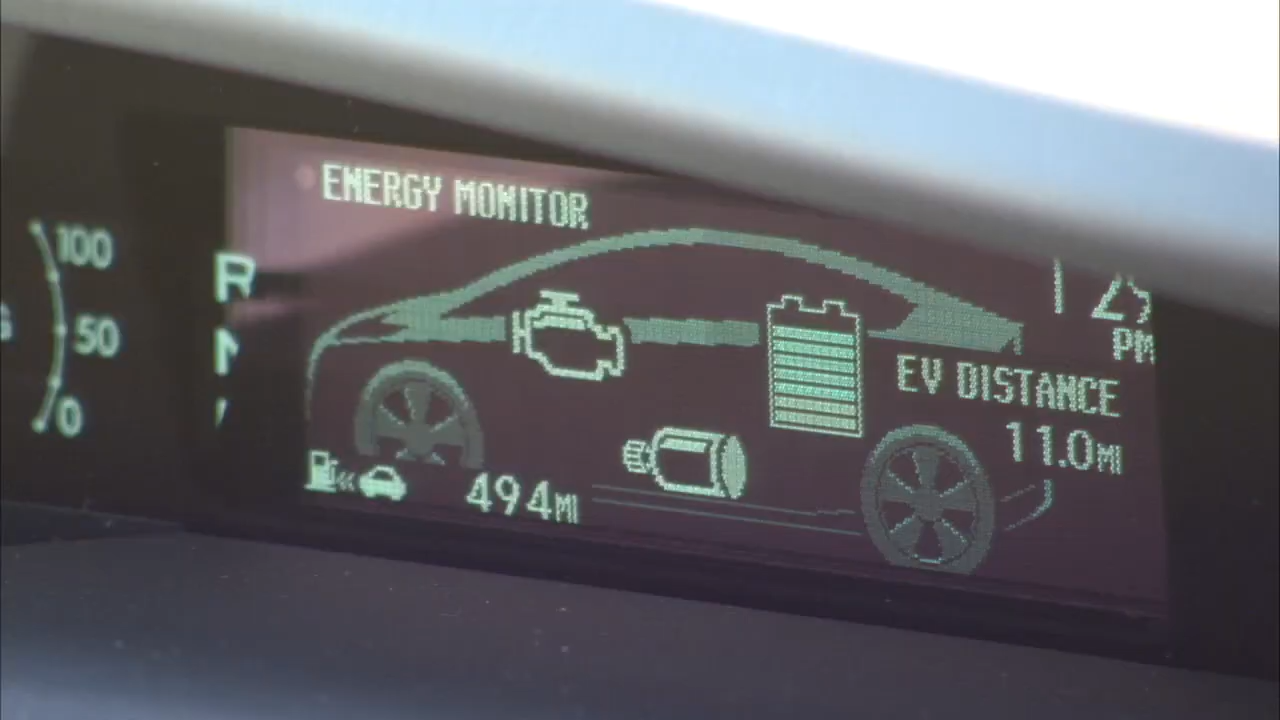 ENERGY MONITOR
100
50
0
R
N
PM
EV DISTANCE
11.0MI
494MI